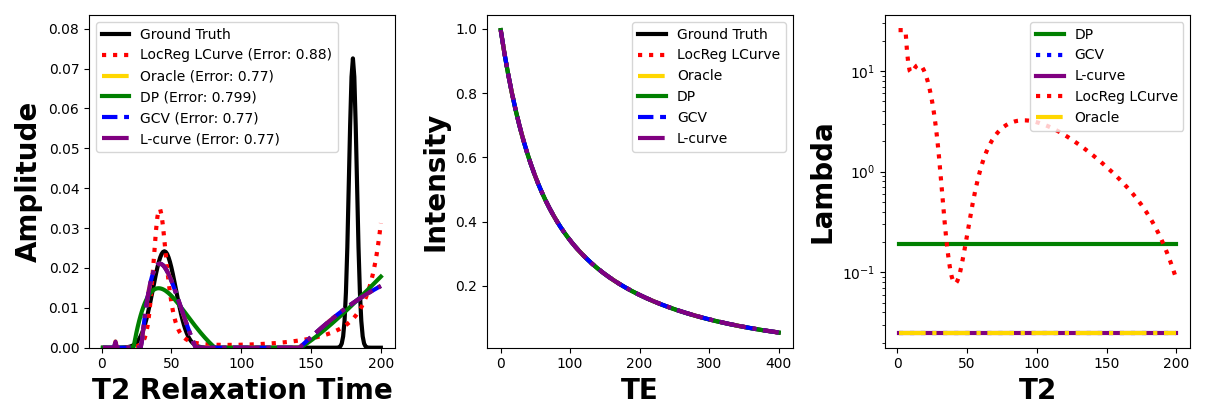 0.08
0.07
0.06
0.05
0.04
0.03
0.02
0.01
0.00
Amplitude
Ground Truth
LocReg LCurve (Error: 0.88)
Oracle (Error: 0.77)
DP (Error: 0.799)
GCV (Error: 0.77)
L-curve (Error: 0.77)
0 50 100 150 200
T2 Relaxation Time
1.0
0.8
0.6
0.4
0.2
Intensity
Ground Truth
LocReg LCurve
Oracle
DP
GCV
L-curve
0 100 200 300 400
TE
10¹
10⁰
10⁻¹
Lambda
DP
GCV
L-curve
LocReg LCurve
Oracle
0 50 100 150 200
T2